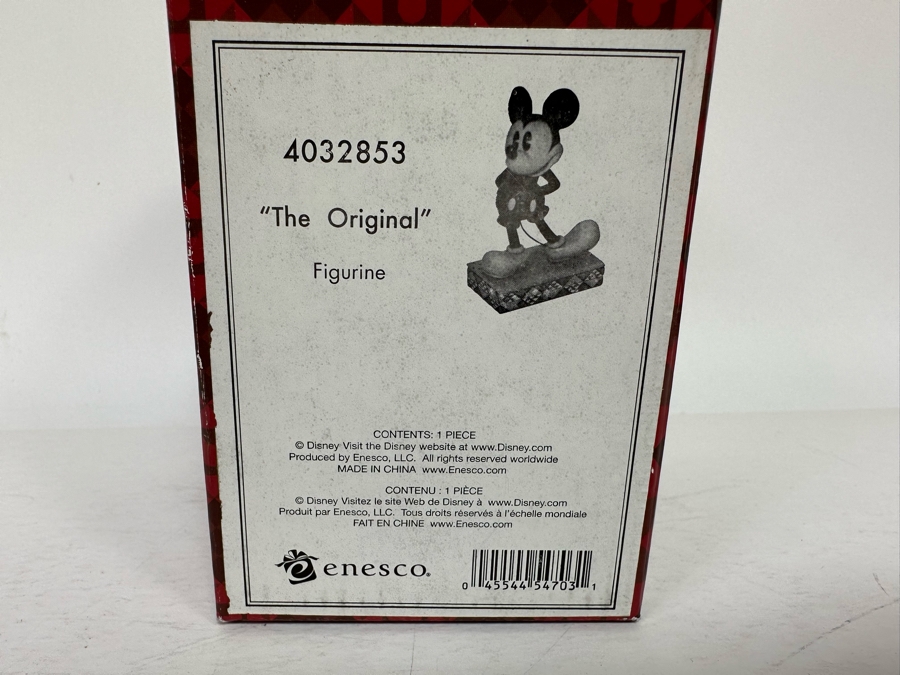 4032853
“The Original”
Figurine
CONTENTS: 1 PIECE
© Disney Visit the Disney website at www.Disney.com
Produced by Enesco, LLC. All rights reserved worldwide
MADE IN CHINA www.Enesco.com
CONTENU : 1 PIÈCE
© Disney Visitez le site Web de Disney à www.Disney.com
Produit par Enesco, LLC. Tous droits réservés à l'échelle mondiale
FAIT EN CHINE www.Enesco.com
enesco®
0 45544 54703 1